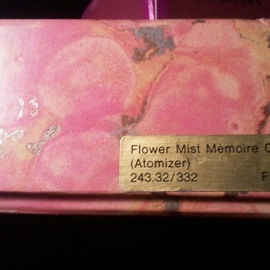 Flower Mist Mémoire C
(Atomizer)
243.32/332 F